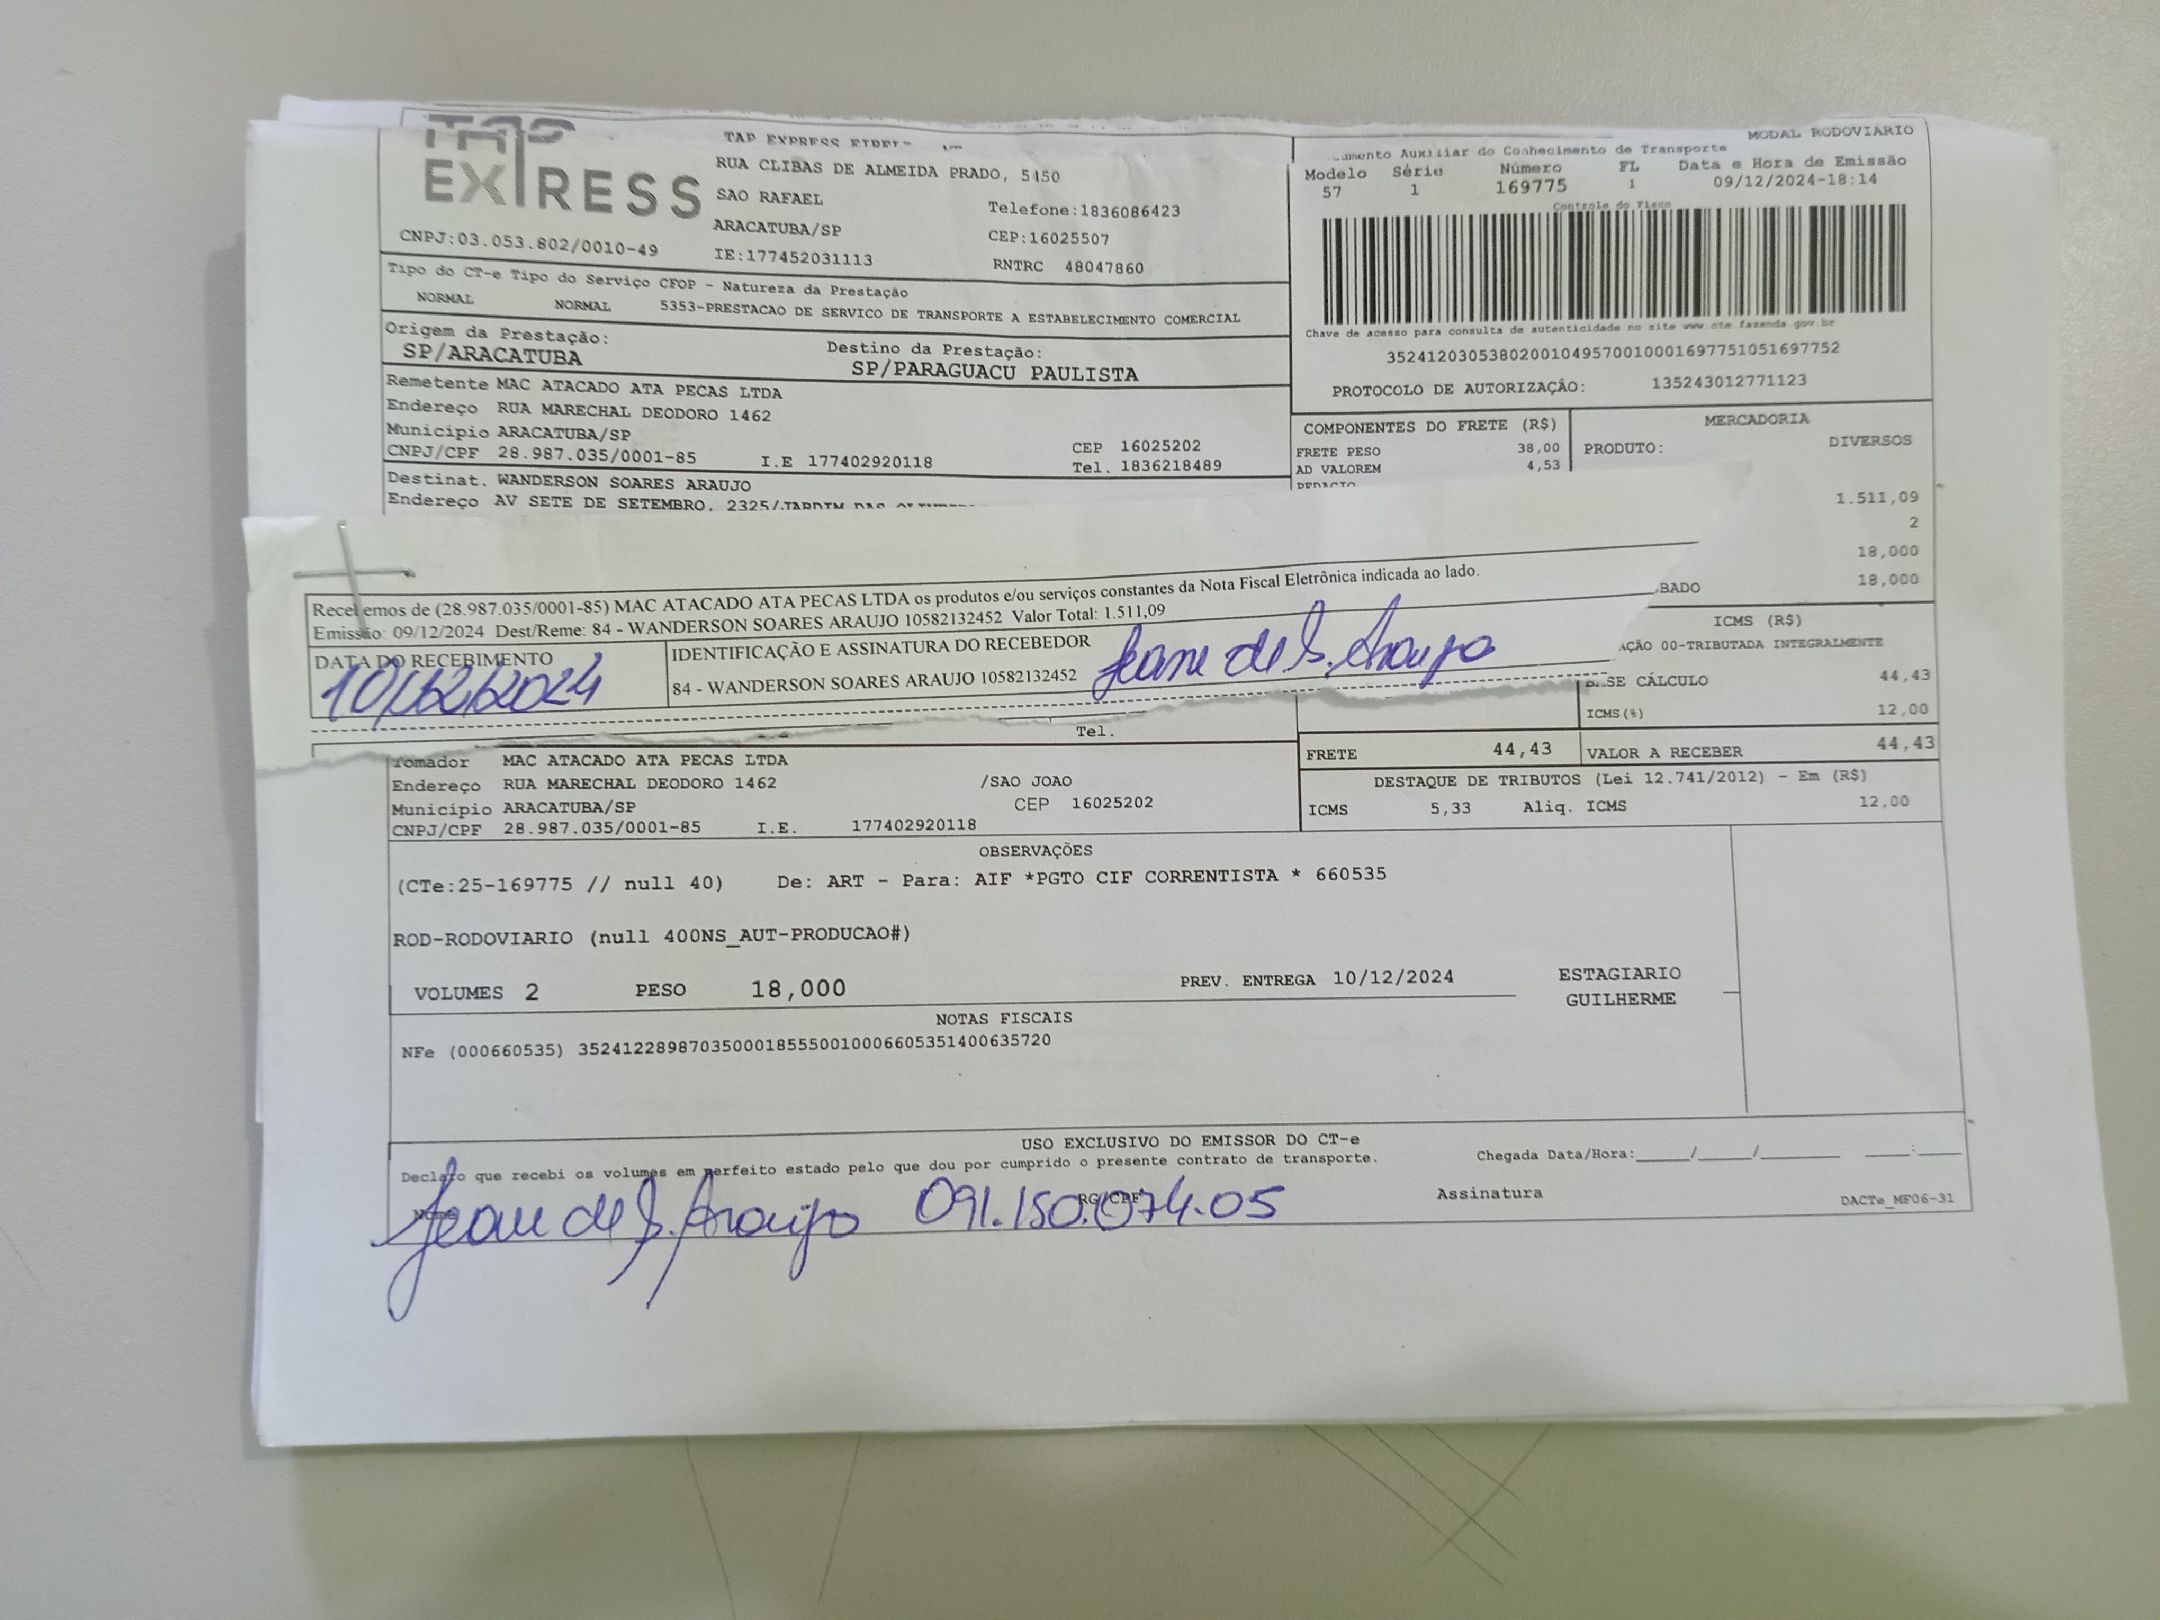 TAP
EXPRESS
CNPJ:03.053.802/0010-49
TAP EXPRESS
RUA CLIBAS DE ALMEIDA PRADO, 5450
SAO RAFAEL
Telefone:1836086423
ARACATUBA/SP
CEP:16025507
IE:177452031113
RNTRC 48047860
MODAL RODOVIÁRIO
Auxiliar do Conhecimento de Transporte
Modelo Série Número FL Data e Hora de Emissão
57 1 169775 1 09/12/2024-18:14
Controle do Fisco
Chave de acesso para consulta de autenticidade no site www.cte.fazenda.gov.br
35241203053802001049570010001697751051697752
PROTOCOLO DE AUTORIZAÇÃO: 135243012771123
Tipo do CT-e Tipo do Serviço CFOP - Natureza da Prestação
NORMAL NORMAL 5353-PRESTACAO DE SERVICO DE TRANSPORTE A ESTABELECIMENTO COMERCIAL
Origem da Prestação: Destino da Prestação:
SP/ARACATUBA SP/PARAGUACU PAULISTA
Remetente MAC ATACADO ATA PECAS LTDA
Endereço RUA MARECHAL DEODORO 1462
Município ARACATUBA/SP CEP 16025202
CNPJ/CPF 28.987.035/0001-85 I.E 177402920118 Tel. 1836218489
Destinat. WANDERSON SOARES ARAUJO
Endereço AV SETE DE SETEMBRO, 2325/JARDIM DAS
COMPONENTES DO FRETE (R$)
FRETE PESO 38,00
AD VALOREM 4,53
MERCADORIA
PRODUTO: DIVERSOS
1.511,09
2
18,000
BADO 18,000
ICMS (R$)
AÇÃO 00-TRIBUTADA INTEGRALMENTE
BASE CÁLCULO 44,43
ICMS(%) 12,00
Recebemos de (28.987.035/0001-85) MAC ATACADO ATA PECAS LTDA os produtos e/ou serviços constantes da Nota Fiscal Eletrônica indicada ao lado.
Emissão: 09/12/2024 Dest/Reme: 84 - WANDERSON SOARES ARAUJO 10582132452 Valor Total: 1.511,09
DATA DO RECEBIMENTO IDENTIFICAÇÃO E ASSINATURA DO RECEBEDOR
10/12/2024 84 - WANDERSON SOARES ARAUJO 10582132452 Jeane de S. Araujo
Tel.
FRETE 44,43 VALOR A RECEBER 44,43
Tomador MAC ATACADO ATA PECAS LTDA
Endereço RUA MARECHAL DEODORO 1462 /SAO JOAO
Município ARACATUBA/SP CEP 16025202
CNPJ/CPF 28.987.035/0001-85 I.E. 177402920118
DESTAQUE DE TRIBUTOS (Lei 12.741/2012) - Em (R$)
ICMS 5,33 Aliq. ICMS 12,00
OBSERVAÇÕES
(CTe:25-169775 // null 40) De: ART - Para: AIF *PGTO CIF CORRENTISTA * 660535
ROD-RODOVIARIO (null 400NS_AUT-PRODUCAO#)
VOLUMES 2 PESO 18,000 PREV. ENTREGA 10/12/2024
ESTAGIARIO
GUILHERME
NOTAS FISCAIS
NFe (000660535) 35241228987035000185550010006605351400635720
USO EXCLUSIVO DO EMISSOR DO CT-e
Declaro que recebi os volumes em perfeito estado pelo que dou por cumprido o presente contrato de transporte.
Chegada Data/Hora:_____/_____/________ ____:____
Nome RG/CPF Assinatura DACTe_MF06-31
Jeane de S. Araujo 091.150.074-05